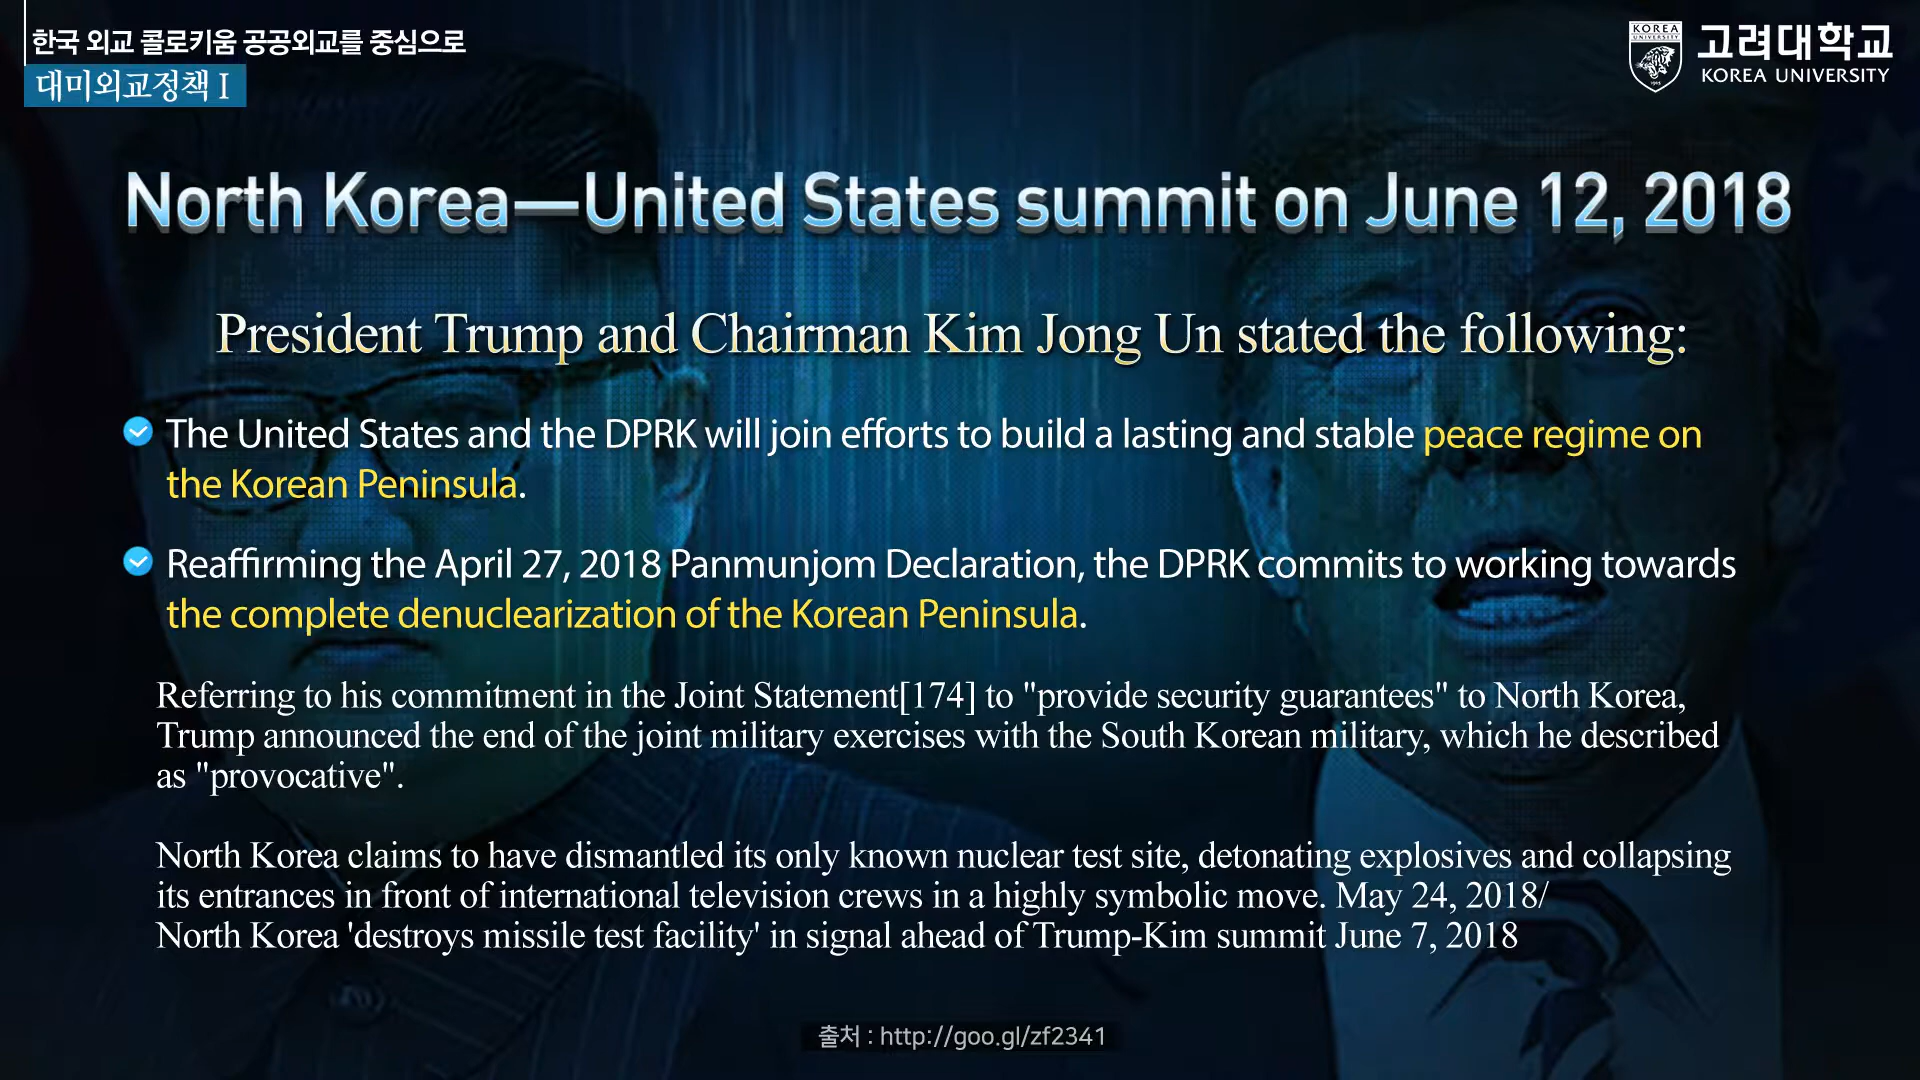 한국 외교 콜로키움 공공외교를 중심으로
대미외교정책 I
KOREA
UNIVERSITY
고려대학교
KOREA UNIVERSITY
North Korea—United States summit on June 12, 2018
President Trump and Chairman Kim Jong Un stated the following:
The United States and the DPRK will join efforts to build a lasting and stable peace regime on
the Korean Peninsula.
Reaffirming the April 27, 2018 Panmunjom Declaration, the DPRK commits to working towards
the complete denuclearization of the Korean Peninsula.
Referring to his commitment in the Joint Statement[174] to "provide security guarantees" to North Korea,
Trump announced the end of the joint military exercises with the South Korean military, which he described
as "provocative".
North Korea claims to have dismantled its only known nuclear test site, detonating explosives and collapsing
its entrances in front of international television crews in a highly symbolic move. May 24, 2018/
North Korea 'destroys missile test facility' in signal ahead of Trump-Kim summit June 7, 2018
출처 : http://goo.gl/zf2341